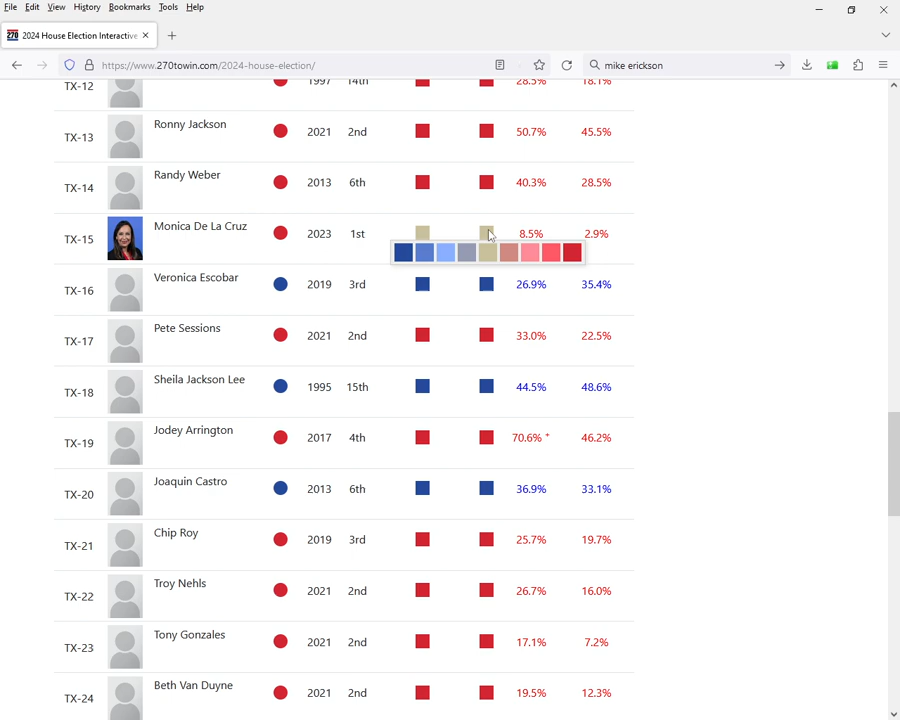 File Edit View History Bookmarks Tools Help
270 2024 House Election Interactive
https://www.270towin.com/2024-house-election/ mike erickson
TX-12 1997 14th 28.5% 18.1%
TX-13 Ronny Jackson 2021 2nd 50.7% 45.5%
TX-14 Randy Weber 2013 6th 40.3% 28.5%
TX-15 Monica De La Cruz 2023 1st 8.5% 2.9%
TX-16 Veronica Escobar 2019 3rd 26.9% 35.4%
TX-17 Pete Sessions 2021 2nd 33.0% 22.5%
TX-18 Sheila Jackson Lee 1995 15th 44.5% 48.6%
TX-19 Jodey Arrington 2017 4th 70.6% * 46.2%
TX-20 Joaquin Castro 2013 6th 36.9% 33.1%
TX-21 Chip Roy 2019 3rd 25.7% 19.7%
TX-22 Troy Nehls 2021 2nd 26.7% 16.0%
TX-23 Tony Gonzales 2021 2nd 17.1% 7.2%
TX-24 Beth Van Duyne 2021 2nd 19.5% 12.3%